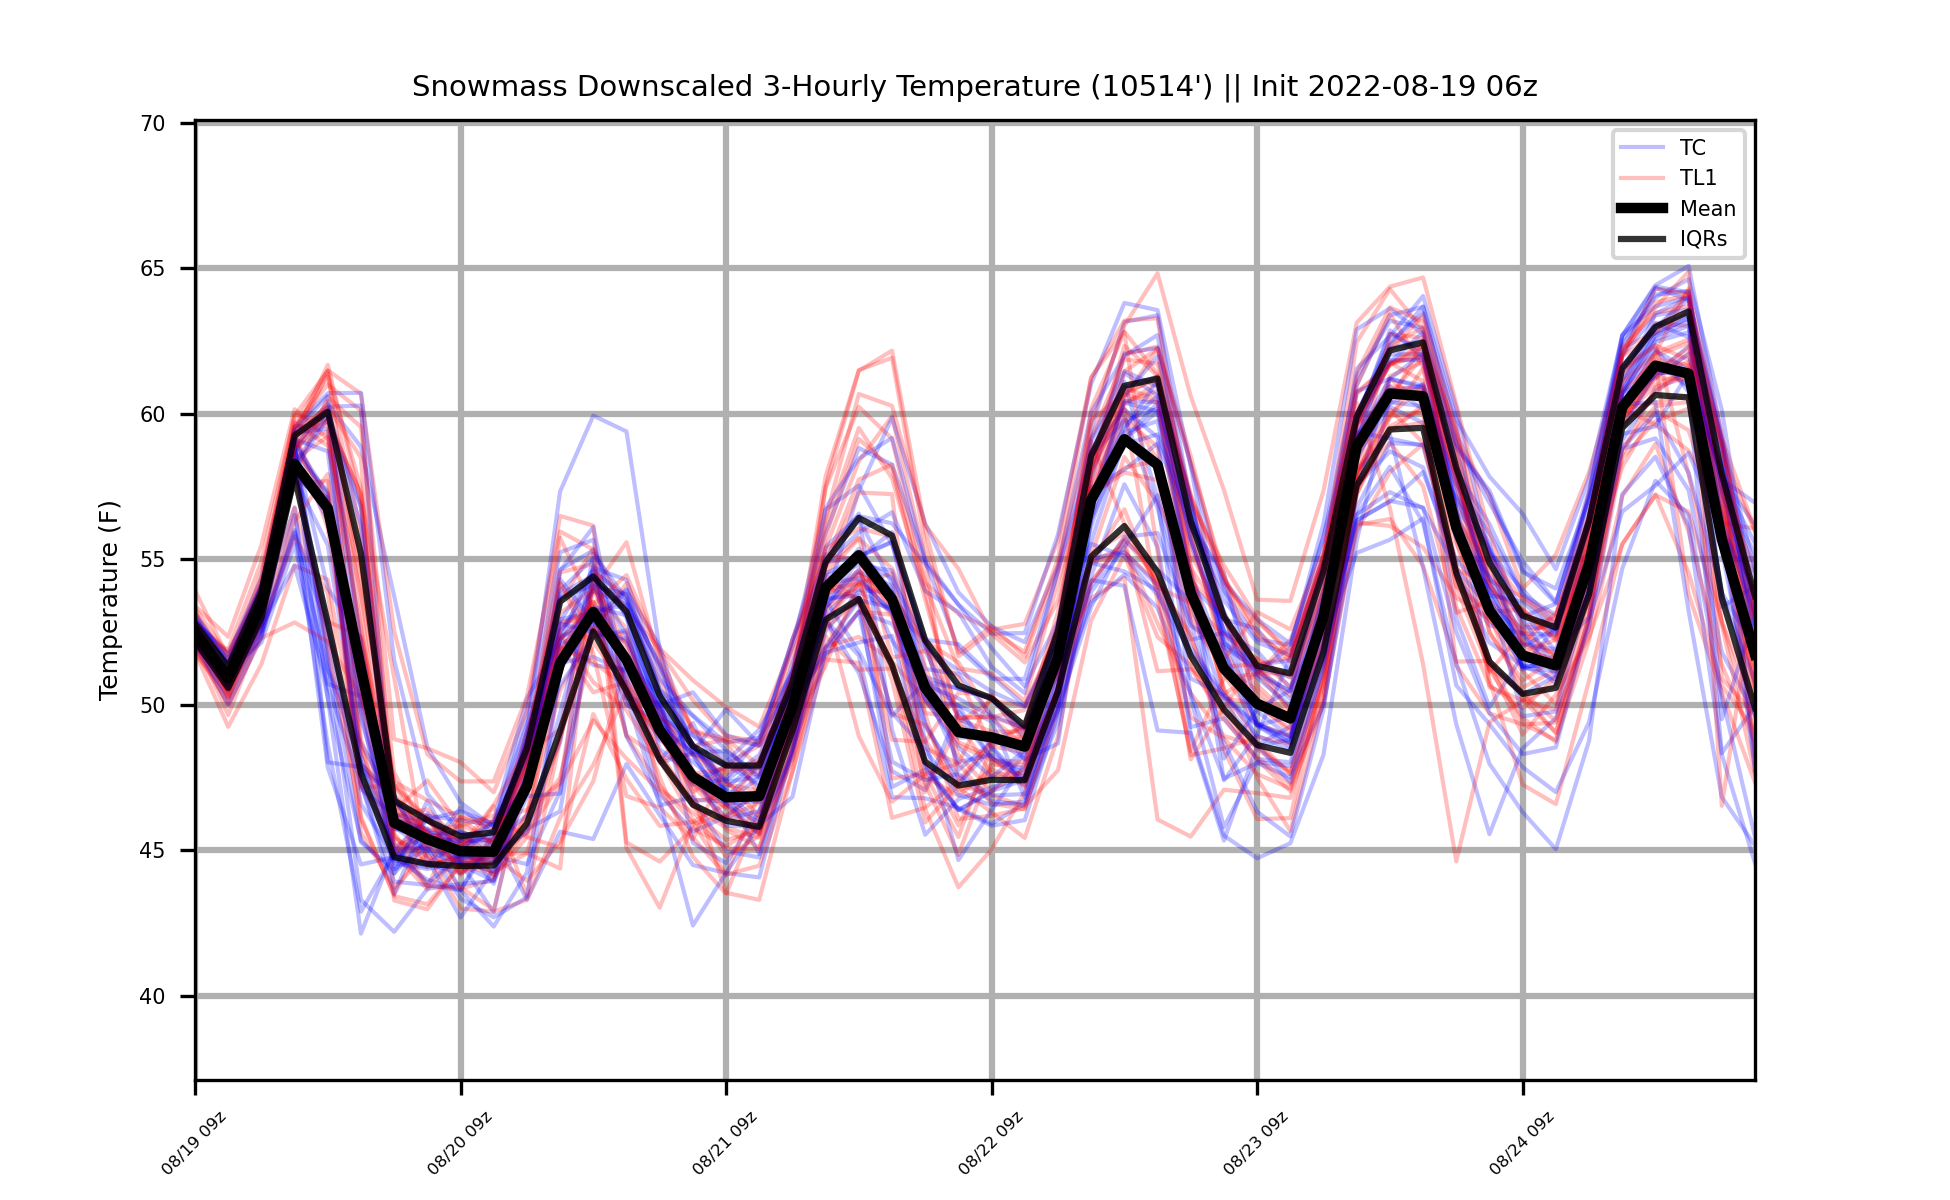 Snowmass Downscaled 3-Hourly Temperature (10514') || Init 2022-08-19 06z
70
65
60
55
50
45
40
Temperature (F)
TC
TL1
Mean
IQRs
08/19 09z
08/20 09z
08/21 09z
08/22 09z
08/23 09z
08/24 09z